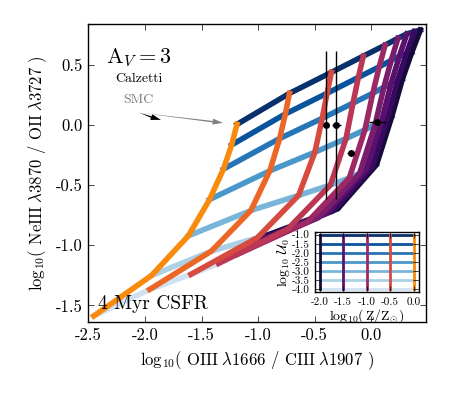 A_V = 3
Calzetti
SMC
4 Myr CSFR
log₁₀( NeIII λ3870 / OII λ3727 )
0.5
0.0
-0.5
-1.0
-1.5
-2.5 -2.0 -1.5 -1.0 -0.5 0.0
log₁₀( OIII λ1666 / CIII λ1907 )
log₁₀ 𝒰₀
-1.0
-1.5
-2.0
-2.5
-3.0
-3.5
-4.0
-2.0 -1.5 -1.0 -0.5 0.0
log₁₀( Z/Z☉ )